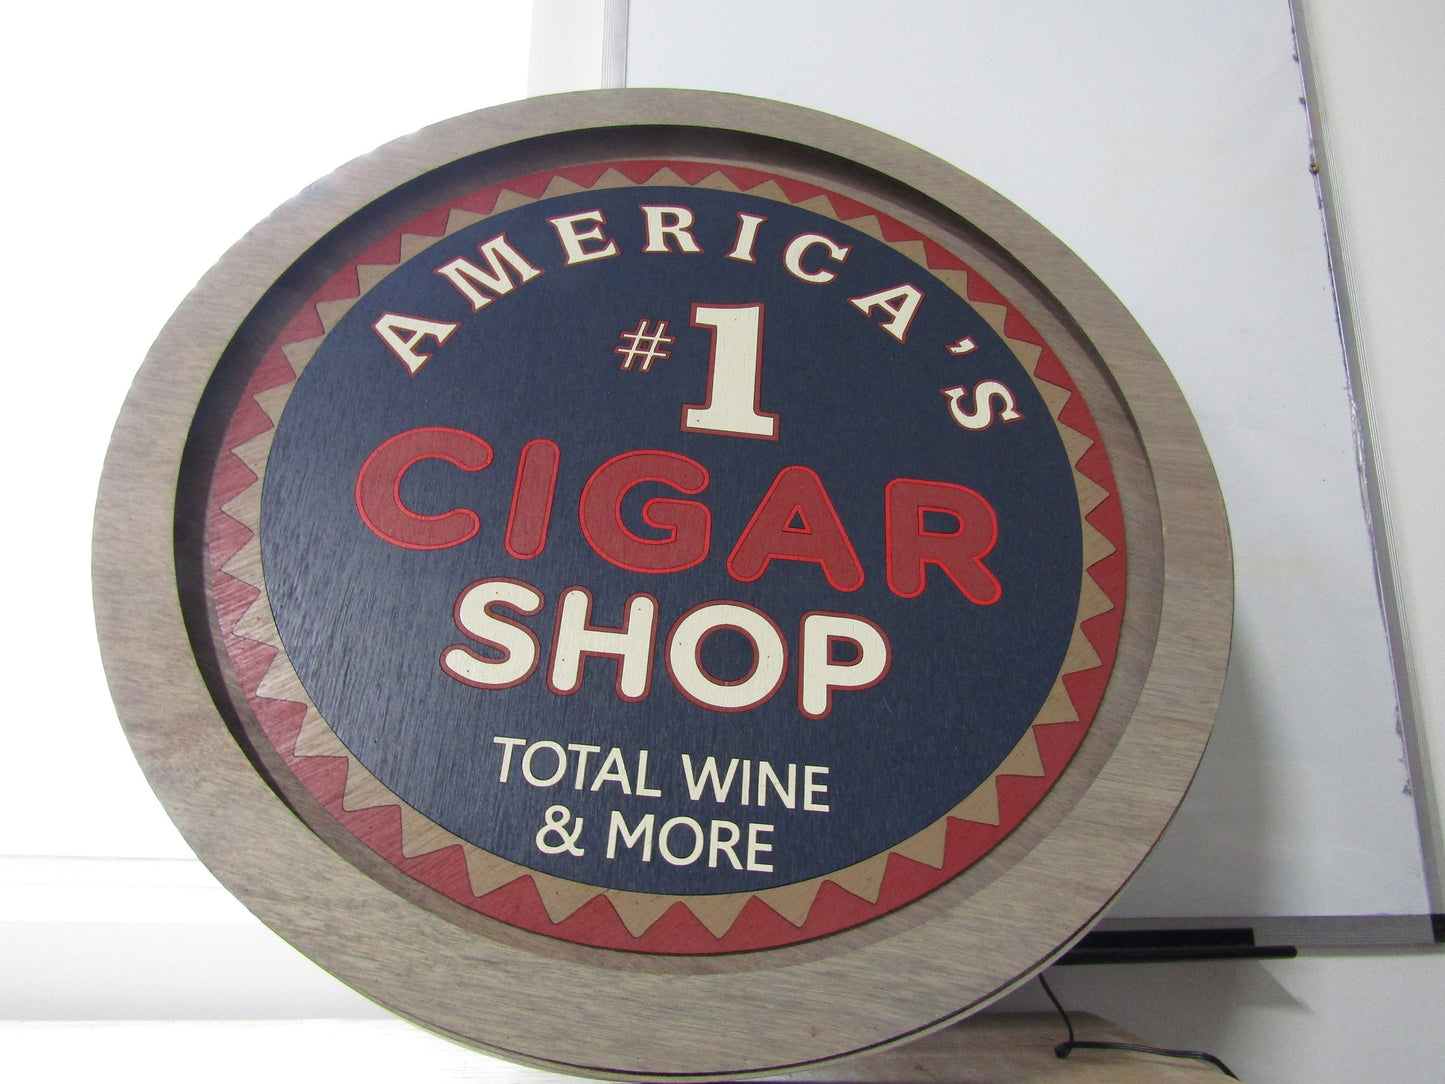 AMERICA'S
#1
CIGAR
SHOP
TOTAL WINE
& MORE